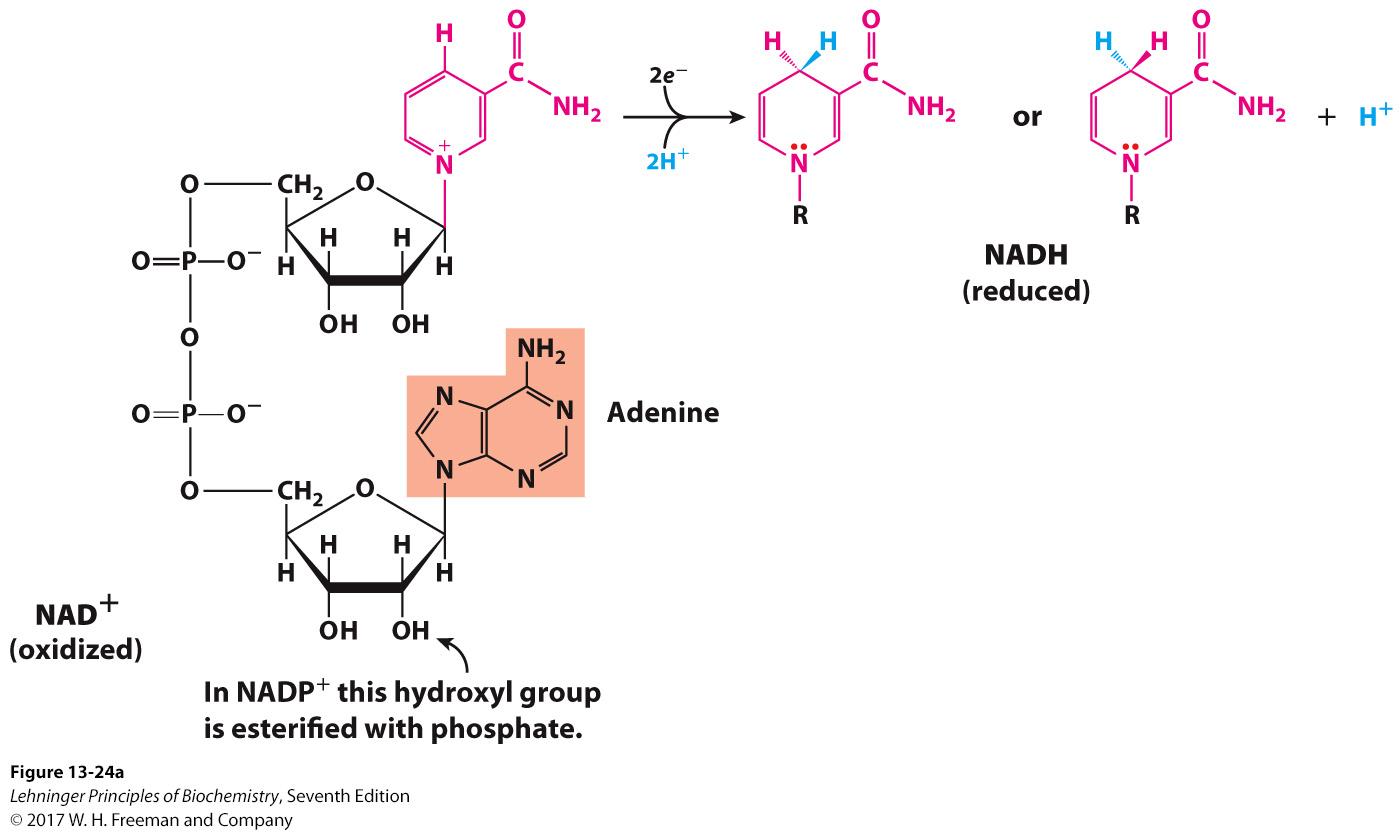 H
O
C
NH₂
N
+
2e⁻
2H⁺
H
H
O
C
NH₂
N
R
or
H
H
O
C
NH₂
N
R
+ H⁺
NADH
(reduced)
O
CH₂
O
H
H
H
H
OH
OH
O=P—O⁻
O
O=P—O⁻
NH₂
N
N
N
N
Adenine
O
CH₂
O
H
H
H
H
OH
OH
NAD⁺
(oxidized)
In NADP⁺ this hydroxyl group
is esterified with phosphate.
Figure 13-24a
Lehninger Principles of Biochemistry, Seventh Edition
© 2017 W. H. Freeman and Company